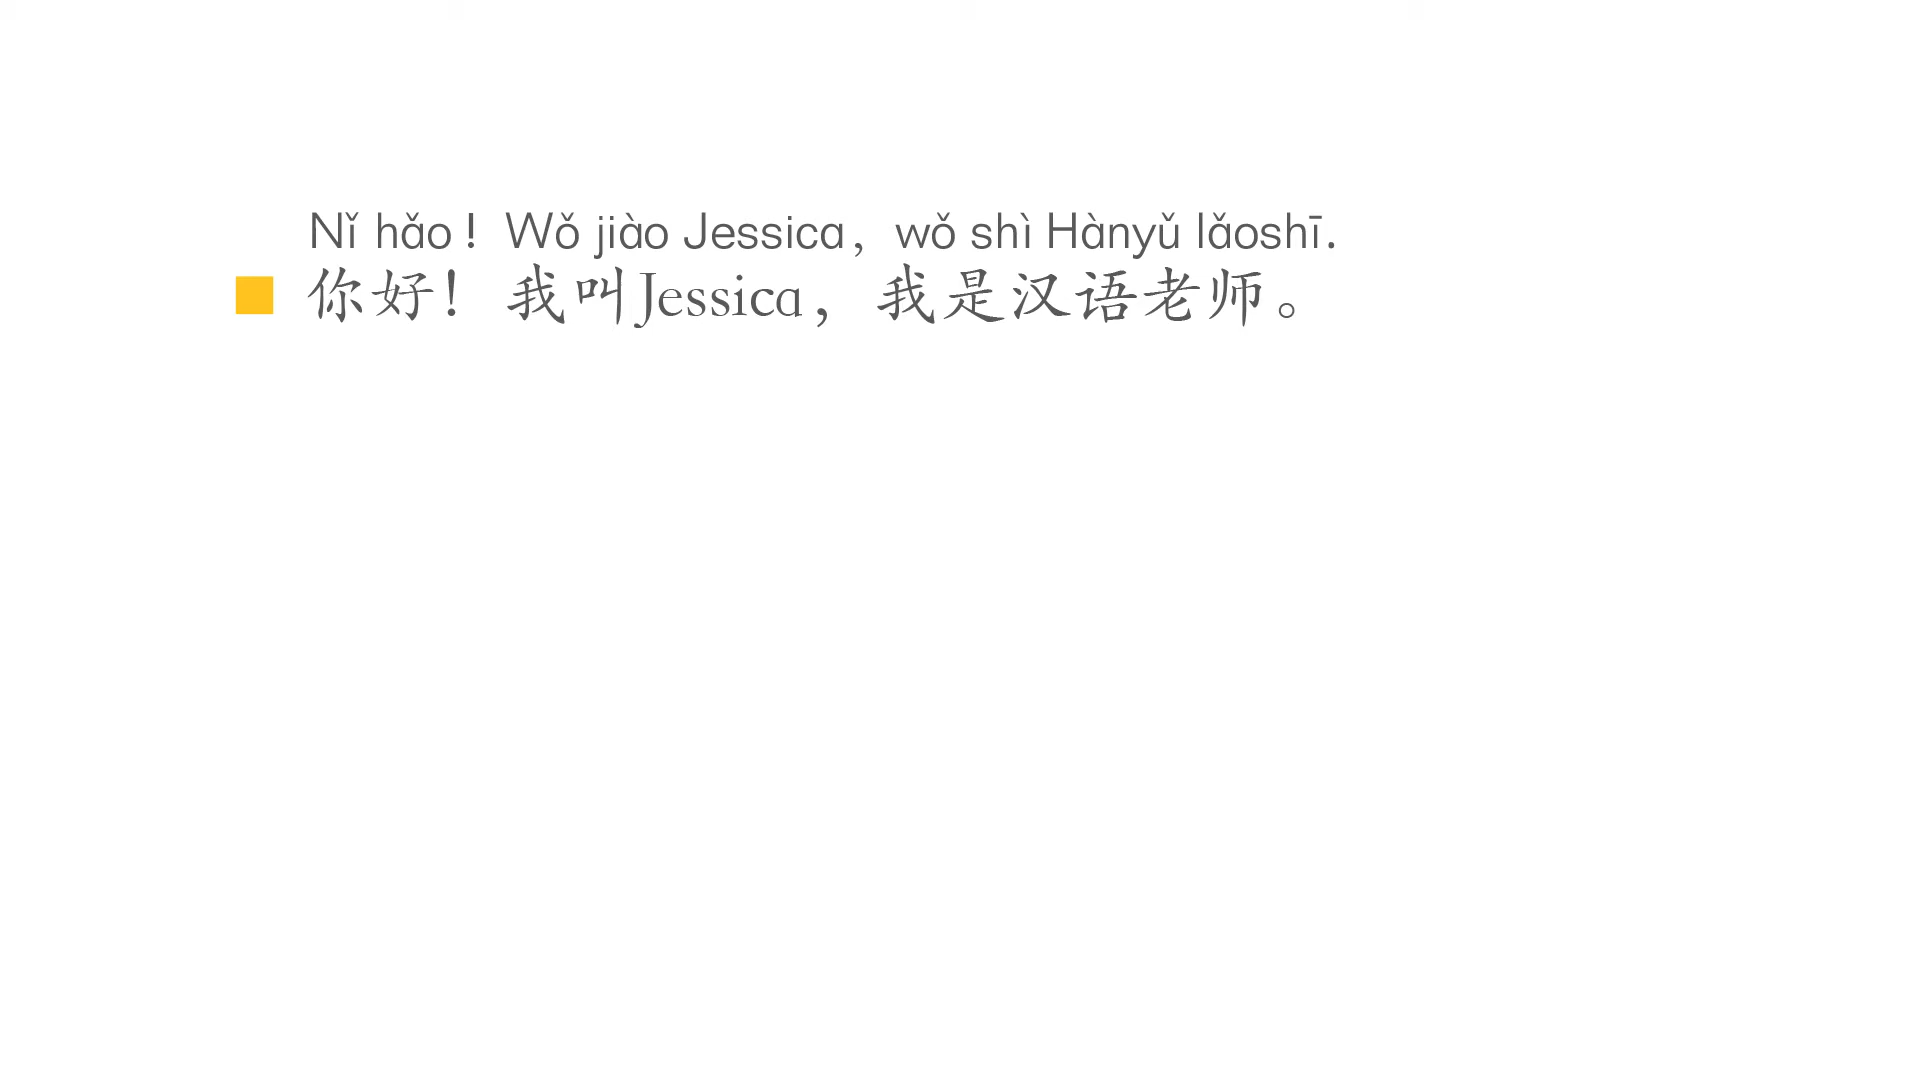 Nǐ hǎo！Wǒ jiào Jessica，wǒ shì Hànyǔ lǎoshī.
你好！我叫Jessica，我是汉语老师。